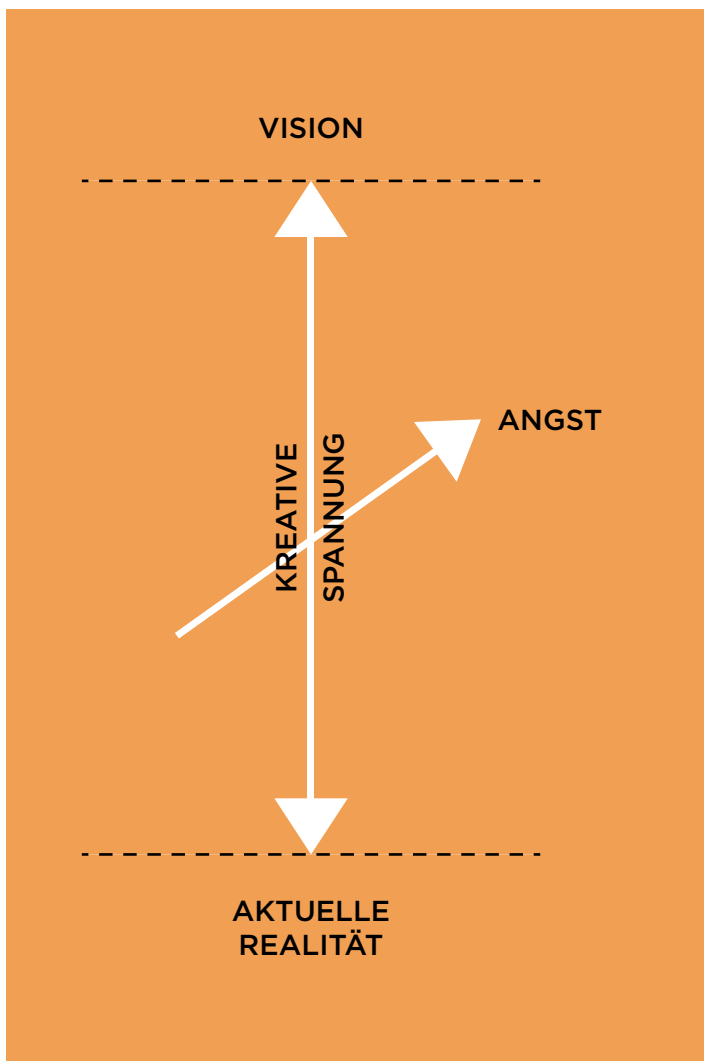 VISION
ANGST
KREATIVE
SPANNUNG
AKTUELLE
REALITÄT